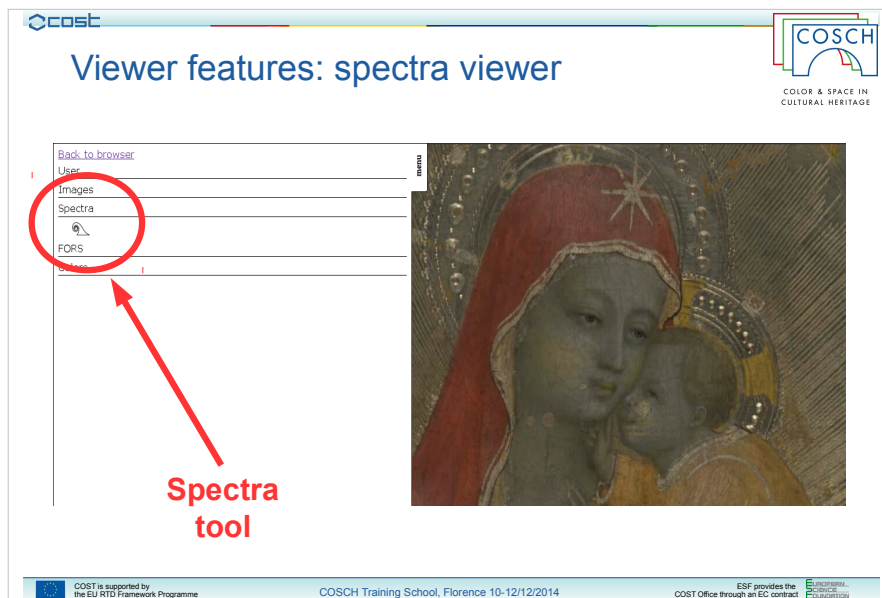 cost
COSCH
COLOR & SPACE IN
CULTURAL HERITAGE
Viewer features: spectra viewer
Back to browser
User
Images
Spectra
FORS
Colors
menu
Spectra
tool
COST is supported by
the EU RTD Framework Programme
COSCH Training School, Florence 10-12/12/2014
ESF provides the
COST Office through an EC contract
EUROPEAN
SCIENCE
FOUNDATION